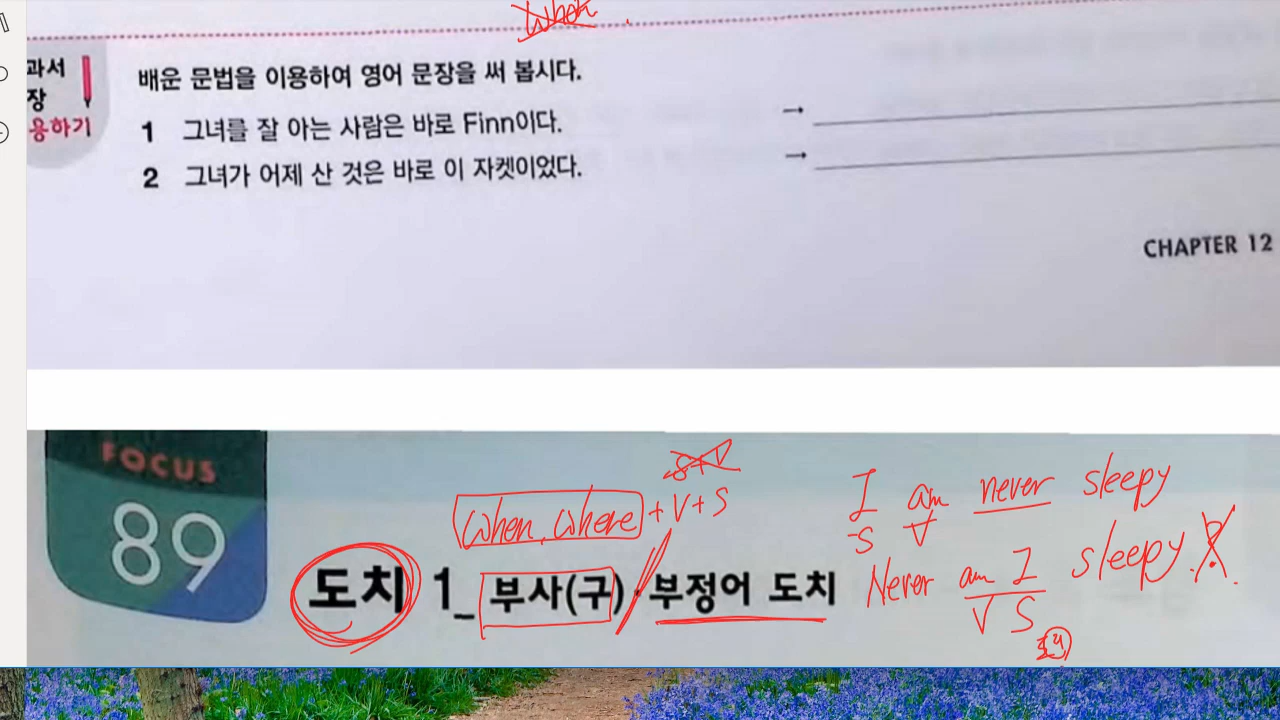 When
과서
장
용하기
배운 문법을 이용하여 영어 문장을 써 봅시다.
1 그녀를 잘 아는 사람은 바로 Finn이다. →
2 그녀가 어제 산 것은 바로 이 자켓이었다. →
CHAPTER 12
FOCUS
89
S+V
When, where + V + S
도치 1_ 부사(구) 부정어 도치
I am never sleepy
S V
Never am I sleepy.
V S